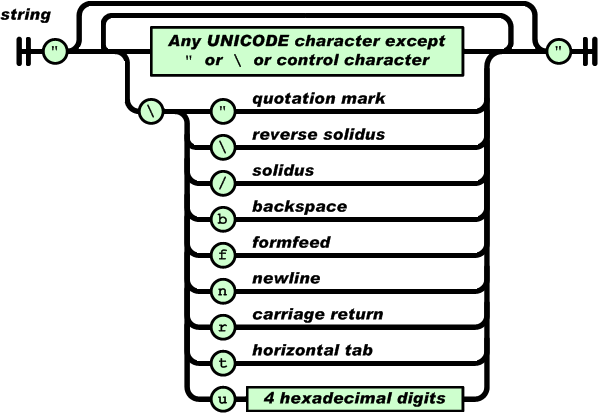 string
" Any UNICODE character except "
" or \ or control character
\ " quotation mark
\ reverse solidus
/ solidus
b backspace
f formfeed
n newline
r carriage return
t horizontal tab
u 4 hexadecimal digits